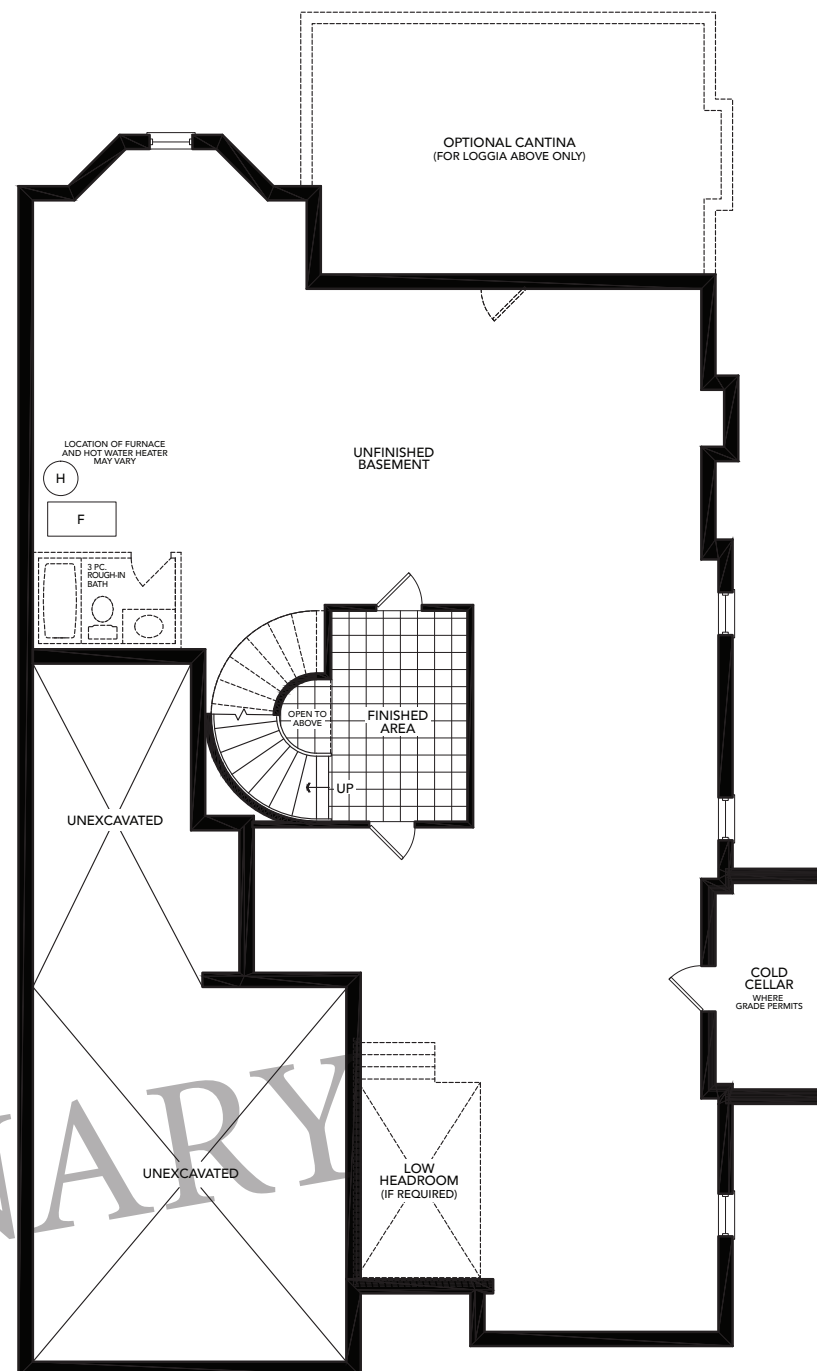 OPTIONAL CANTINA
(FOR LOGGIA ABOVE ONLY)
LOCATION OF FURNACE
AND HOT WATER HEATER
MAY VARY
H
F
UNFINISHED
BASEMENT
3 PC.
ROUGH-IN
BATH
OPEN TO
ABOVE
FINISHED
AREA
UP
UNEXCAVATED
COLD
CELLAR
WHERE
GRADE PERMITS
NARY
UNEXCAVATED
LOW
HEADROOM
(IF REQUIRED)